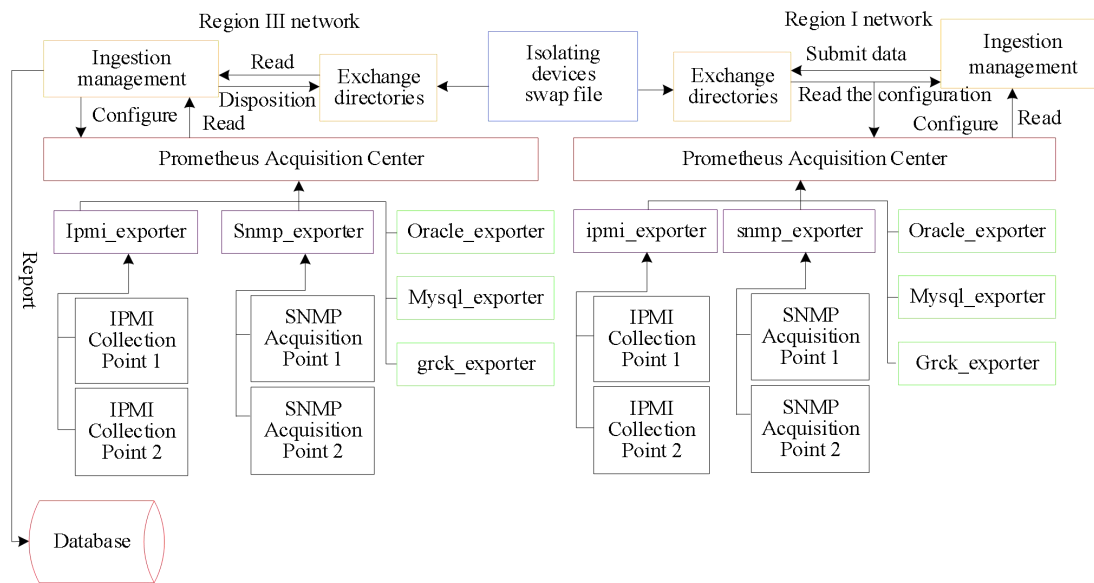 Region III network
Region I network
Ingestion
management
Read
Disposition
Exchange
directories
Isolating
devices
swap file
Exchange
directories
Submit data
Read the configuration
Ingestion
management
Configure
Read
Configure
Read
Prometheus Acquisition Center
Prometheus Acquisition Center
Ipmi_exporter
Snmp_exporter
Oracle_exporter
Mysql_exporter
grck_exporter
IPMI
Collection
Point 1
IPMI
Collection
Point 2
SNMP
Acquisition
Point 1
SNMP
Acquisition
Point 2
ipmi_exporter
snmp_exporter
Oracle_exporter
Mysql_exporter
Grck_exporter
IPMI
Collection
Point 1
IPMI
Collection
Point 2
SNMP
Acquisition
Point 1
SNMP
Acquisition
Point 2
Report
Database